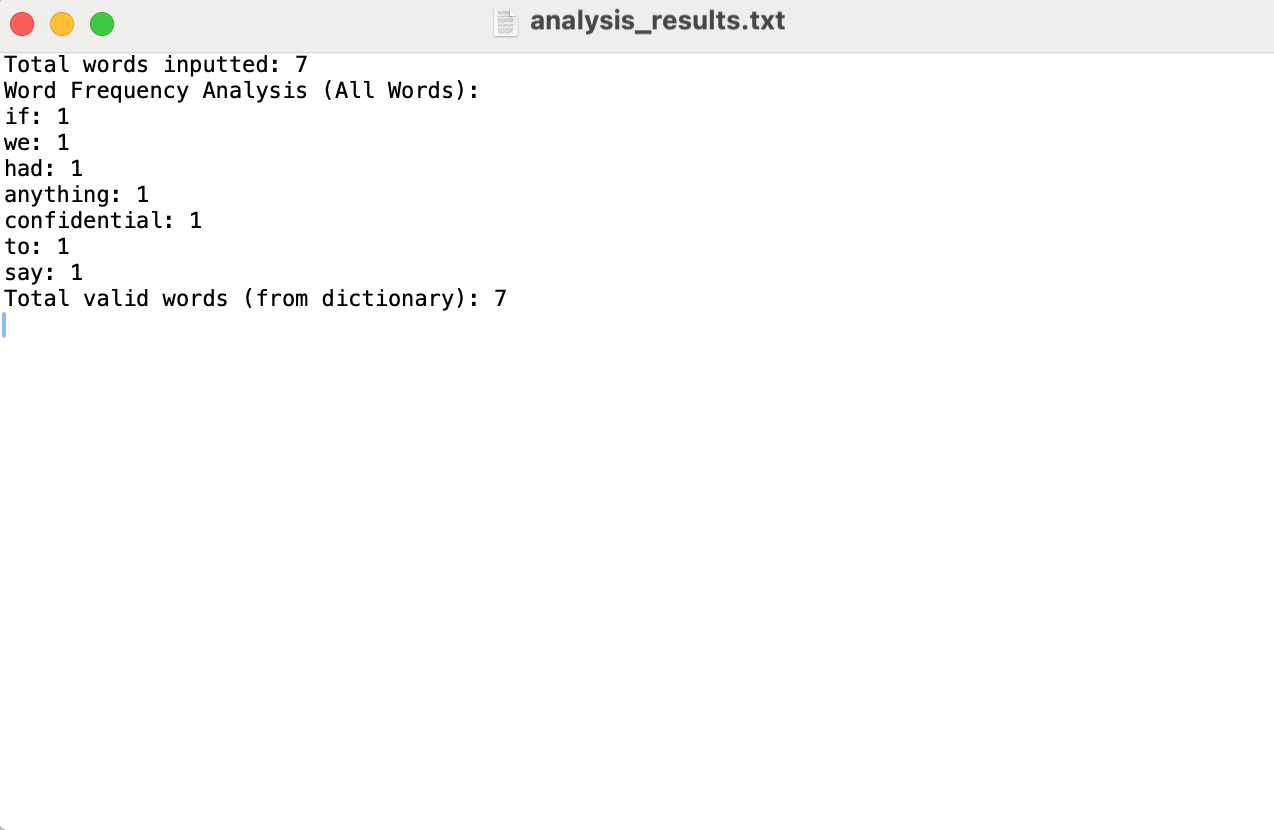 analysis_results.txt
Total words inputted: 7
Word Frequency Analysis (All Words):
if: 1
we: 1
had: 1
anything: 1
confidential: 1
to: 1
say: 1
Total valid words (from dictionary): 7